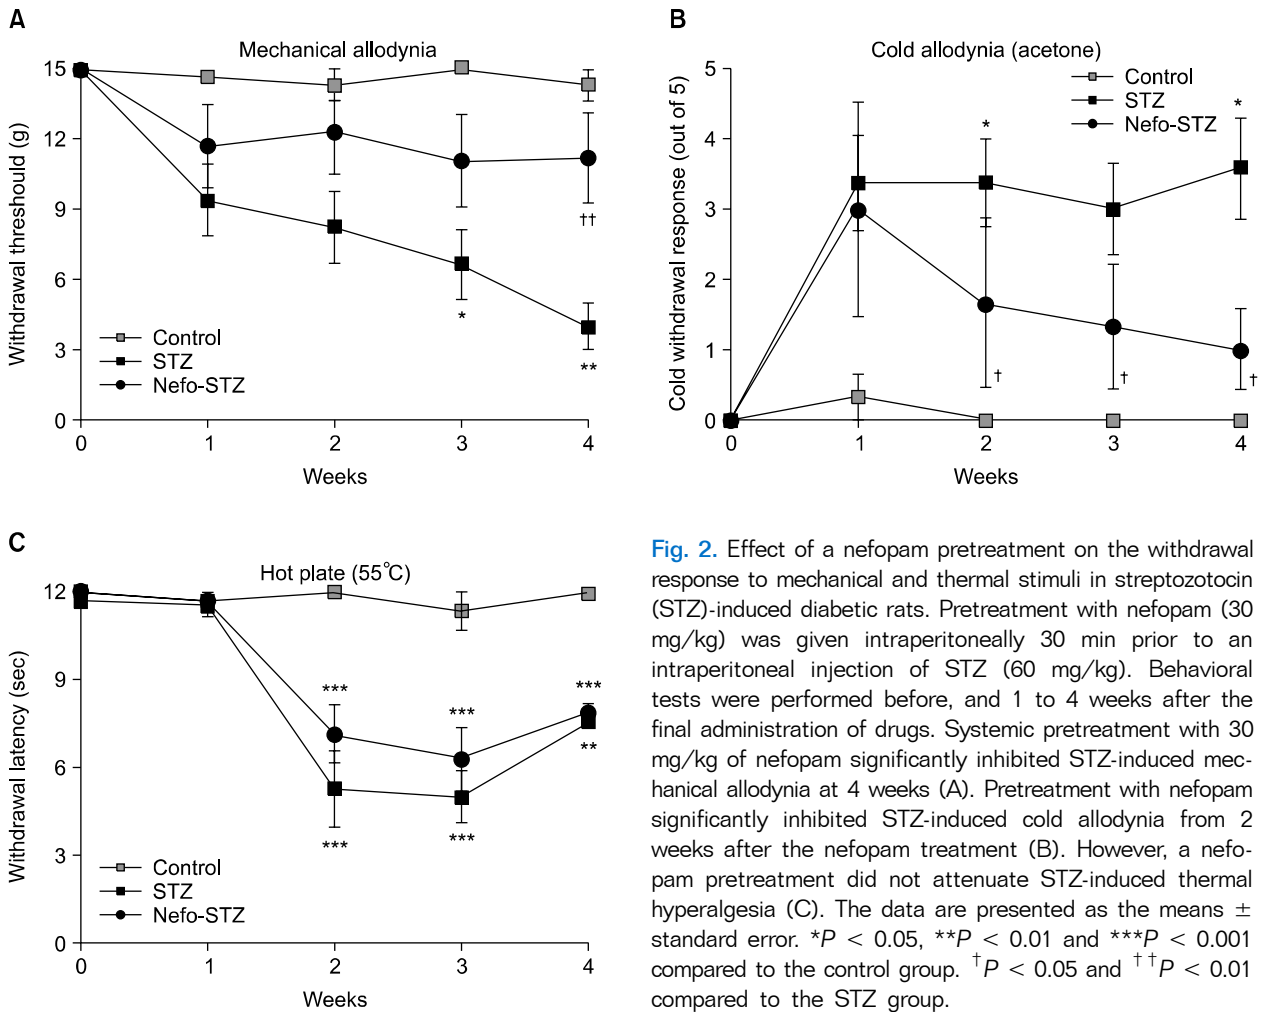 A
Mechanical allodynia
Withdrawal threshould (g)
15
12
9
6
3
0
††
*
**
Control
STZ
Nefo-STZ
0 1 2 3 4
Weeks
B
Cold allodynia (acetone)
Cold withdrawal response (out of 5)
5
4
3
2
1
0
Control
STZ
Nefo-STZ
* *
† † †
0 1 2 3 4
Weeks
C
Hot plate (55℃)
Withdrawal latency (sec)
12
9
6
3
0
*** *** ***
*** *** **
Control
STZ
Nefo-STZ
0 1 2 3 4
Weeks
Fig. 2. Effect of a nefopam pretreatment on the withdrawal
response to mechanical and thermal stimuli in streptozotocin
(STZ)-induced diabetic rats. Pretreatment with nefopam (30
mg/kg) was given intraperitoneally 30 min prior to an
intraperitoneal injection of STZ (60 mg/kg). Behavioral
tests were performed before, and 1 to 4 weeks after the
final administration of drugs. Systemic pretreatment with 30
mg/kg of nefopam significantly inhibited STZ-induced mec-
hanical allodynia at 4 weeks (A). Pretreatment with nefopam
significantly inhibited STZ-induced cold allodynia from 2
weeks after the nefopam treatment (B). However, a nefo-
pam pretreatment did not attenuate STZ-induced thermal
hyperalgesia (C). The data are presented as the means ±
standard error. *P < 0.05, **P < 0.01 and ***P < 0.001
compared to the control group. †P < 0.05 and ††P < 0.01
compared to the STZ group.